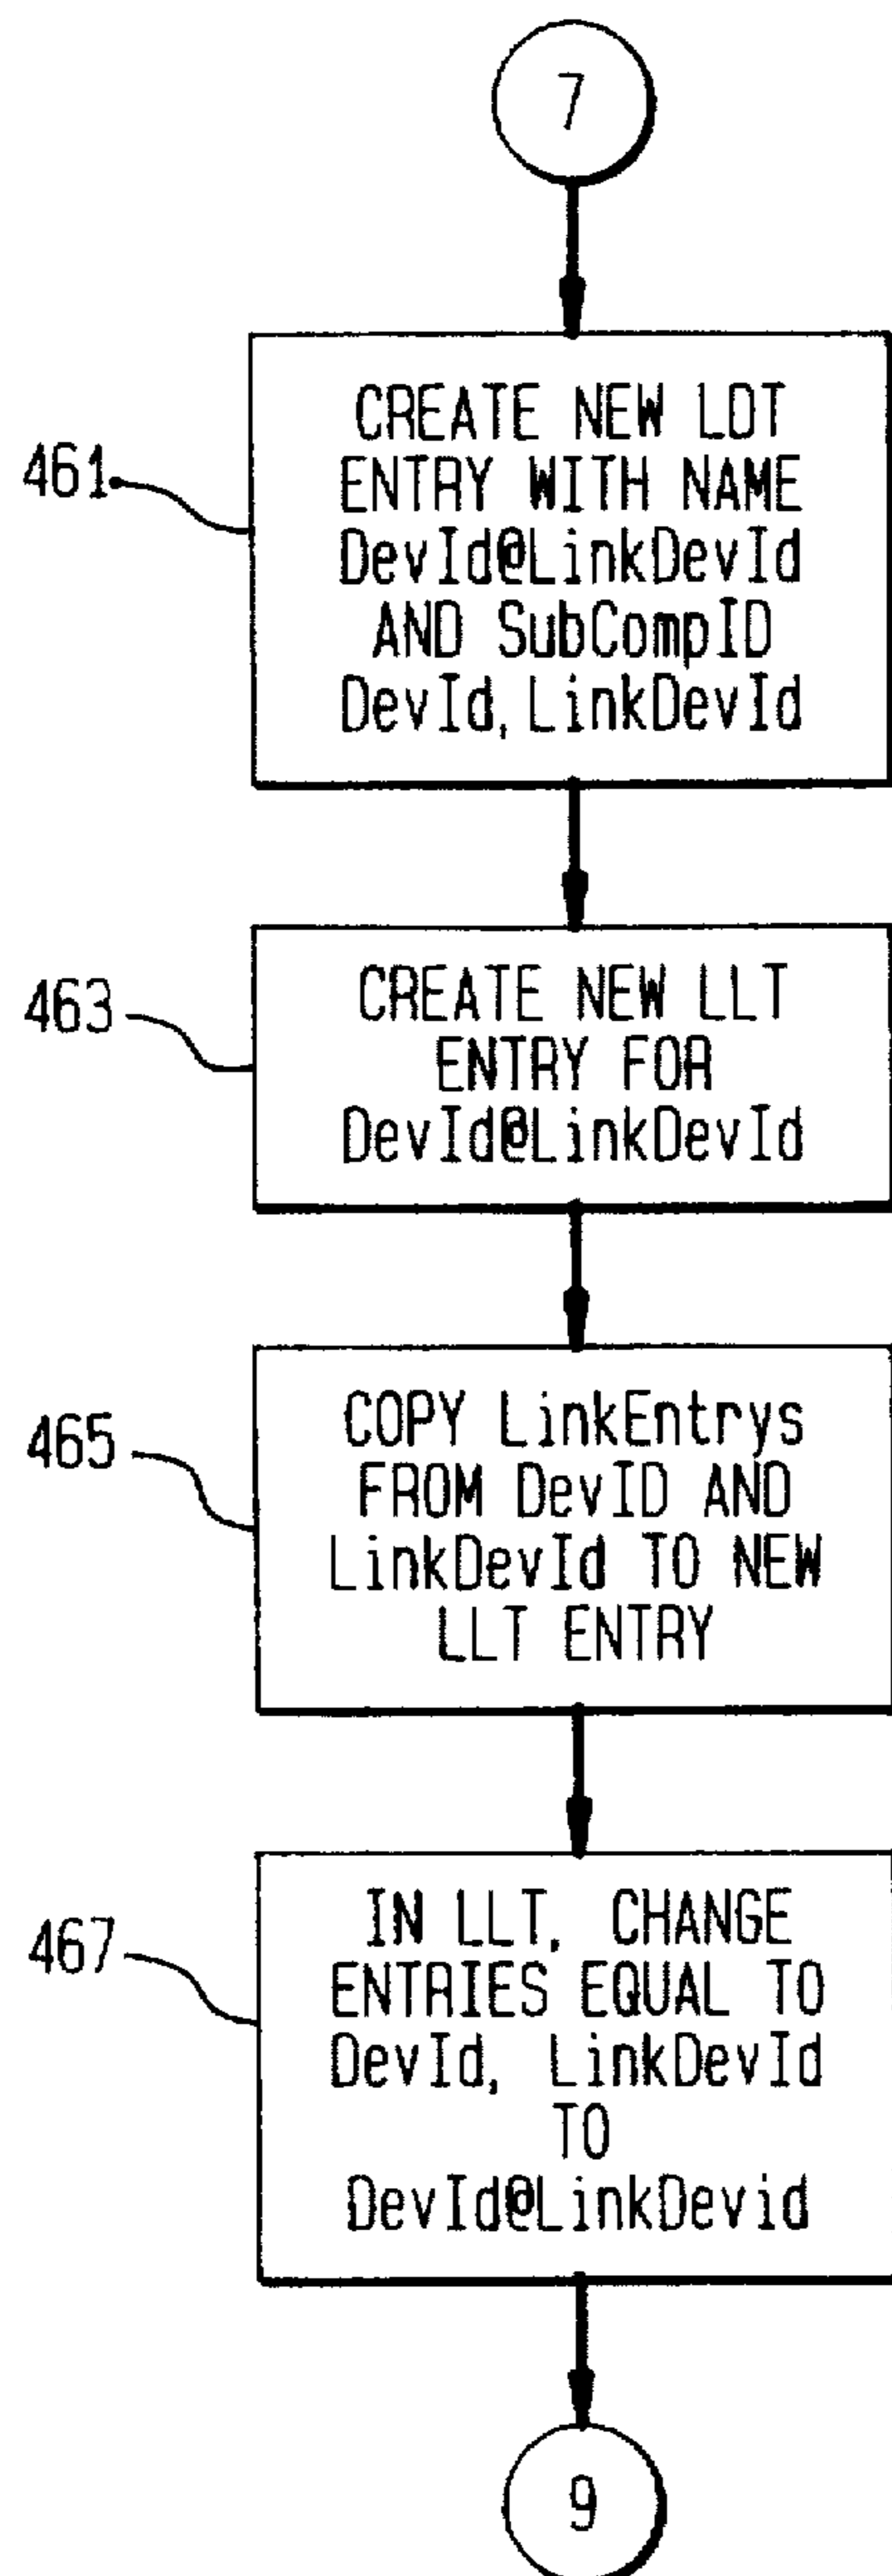 7
461
CREATE NEW LDT
ENTRY WITH NAME
DevId@LinkDevId
AND SubCompID
DevId, LinkDevId
463
CREATE NEW LLT
ENTRY FOR
DevId@LinkDevId
465
COPY LinkEntrys
FROM DevID AND
LinkDevId TO NEW
LLT ENTRY
467
IN LLT, CHANGE
ENTRIES EQUAL TO
DevId, LinkDevId
TO
DevId@LinkDevid
9